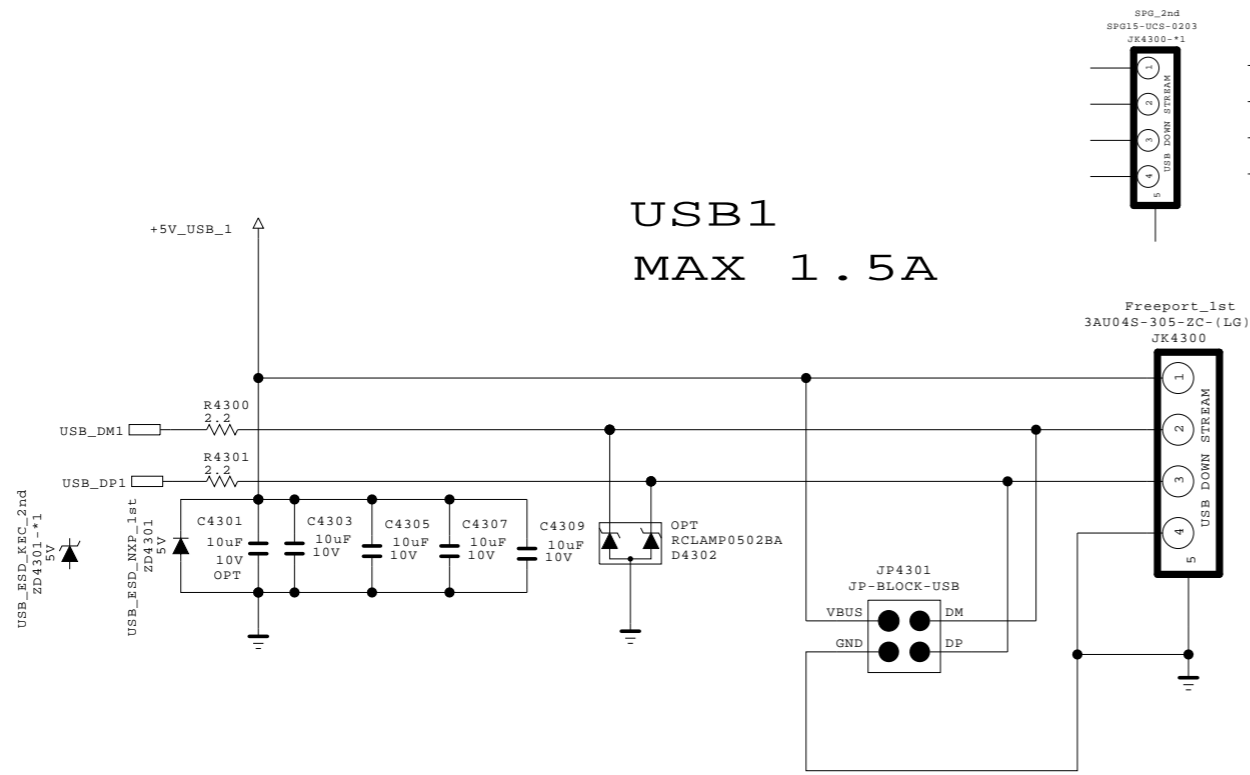 SPG_2nd
SPG15-UCS-0203
JK4300-*1
1
2
3
4
5
USB DOWN STREAM
USB1
MAX 1.5A
+5V_USB_1
Freeport_1st
3AU04S-305-ZC-(LG)
JK4300
1
2
3
4
5
USB DOWN STREAM
R4300
2.2
USB_DM1
R4301
2.2
USB_DP1
USB_ESD_KEC_2nd
ZD4301-*1
5V
USB_ESD_NXP_1st
ZD4301
5V
C4301
10uF
10V
OPT
C4303
10uF
10V
C4305
10uF
10V
C4307
10uF
10V
C4309
10uF
10V
OPT
RCLAMP0502BA
D4302
JP4301
JP-BLOCK-USB
VBUS
DM
GND
DP